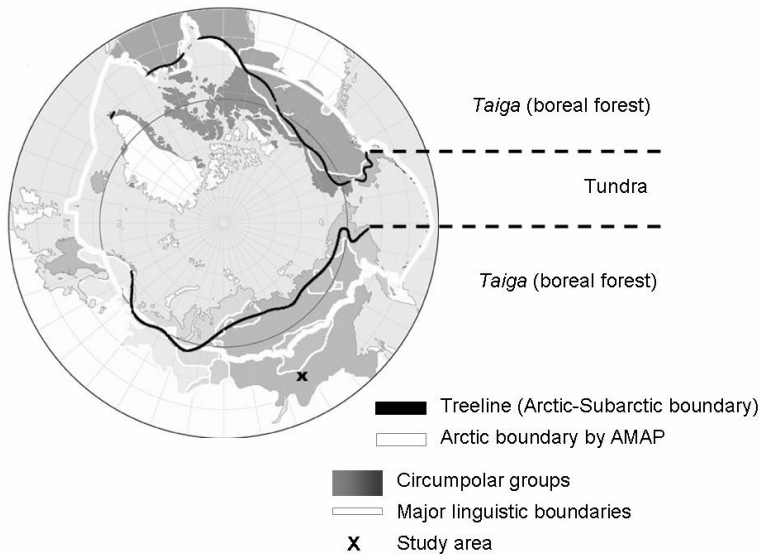 Taiga (boreal forest)
Tundra
Taiga (boreal forest)
Treeline (Arctic-Subarctic boundary)
Arctic boundary by AMAP
Circumpolar groups
Major linguistic boundaries
x Study area